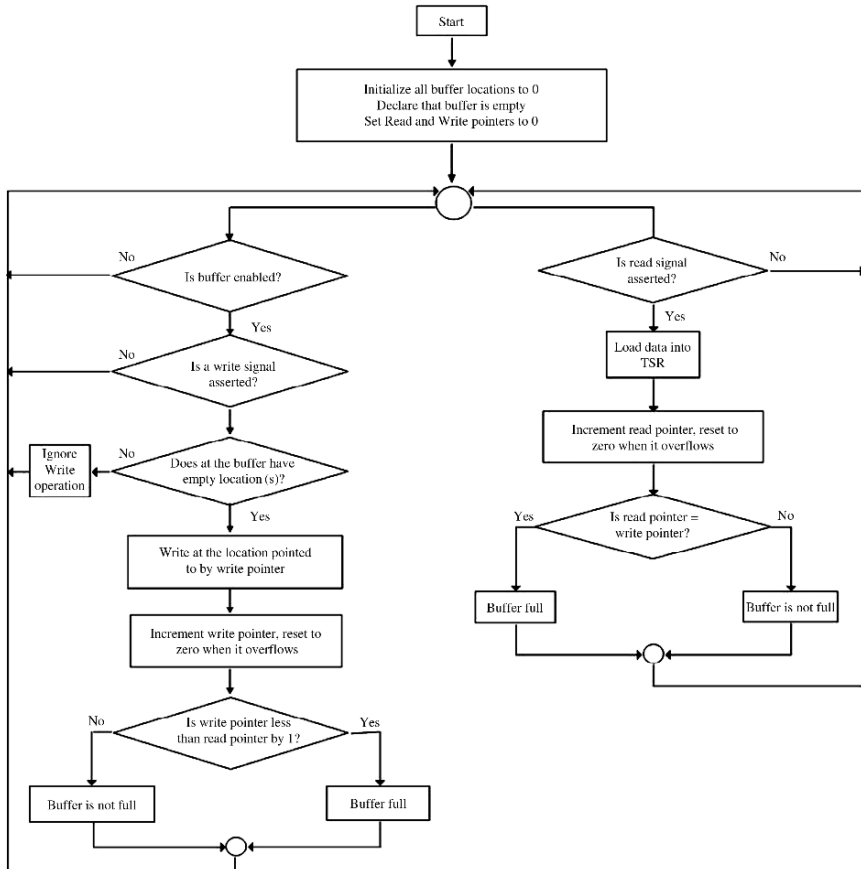 Start
Initialize all buffer locations to 0
Declare that buffer is empty
Set Read and Write pointers to 0
No
Is buffer enabled?
Yes
No
Is a write signal
asserted?
Ignore
Write
operation
No
Does at the buffer have
empty location (s)?
Yes
Write at the location pointed
to by write pointer
Increment write pointer, reset to
zero when it overflows
No
Is write pointer less
than read pointer by 1?
Yes
Buffer is not full
Buffer full
Is read signal
asserted?
No
Yes
Load data into
TSR
Increment read pointer, reset to
zero when it overflows
Yes
Is read pointer =
write pointer?
No
Buffer full
Buffer is not full